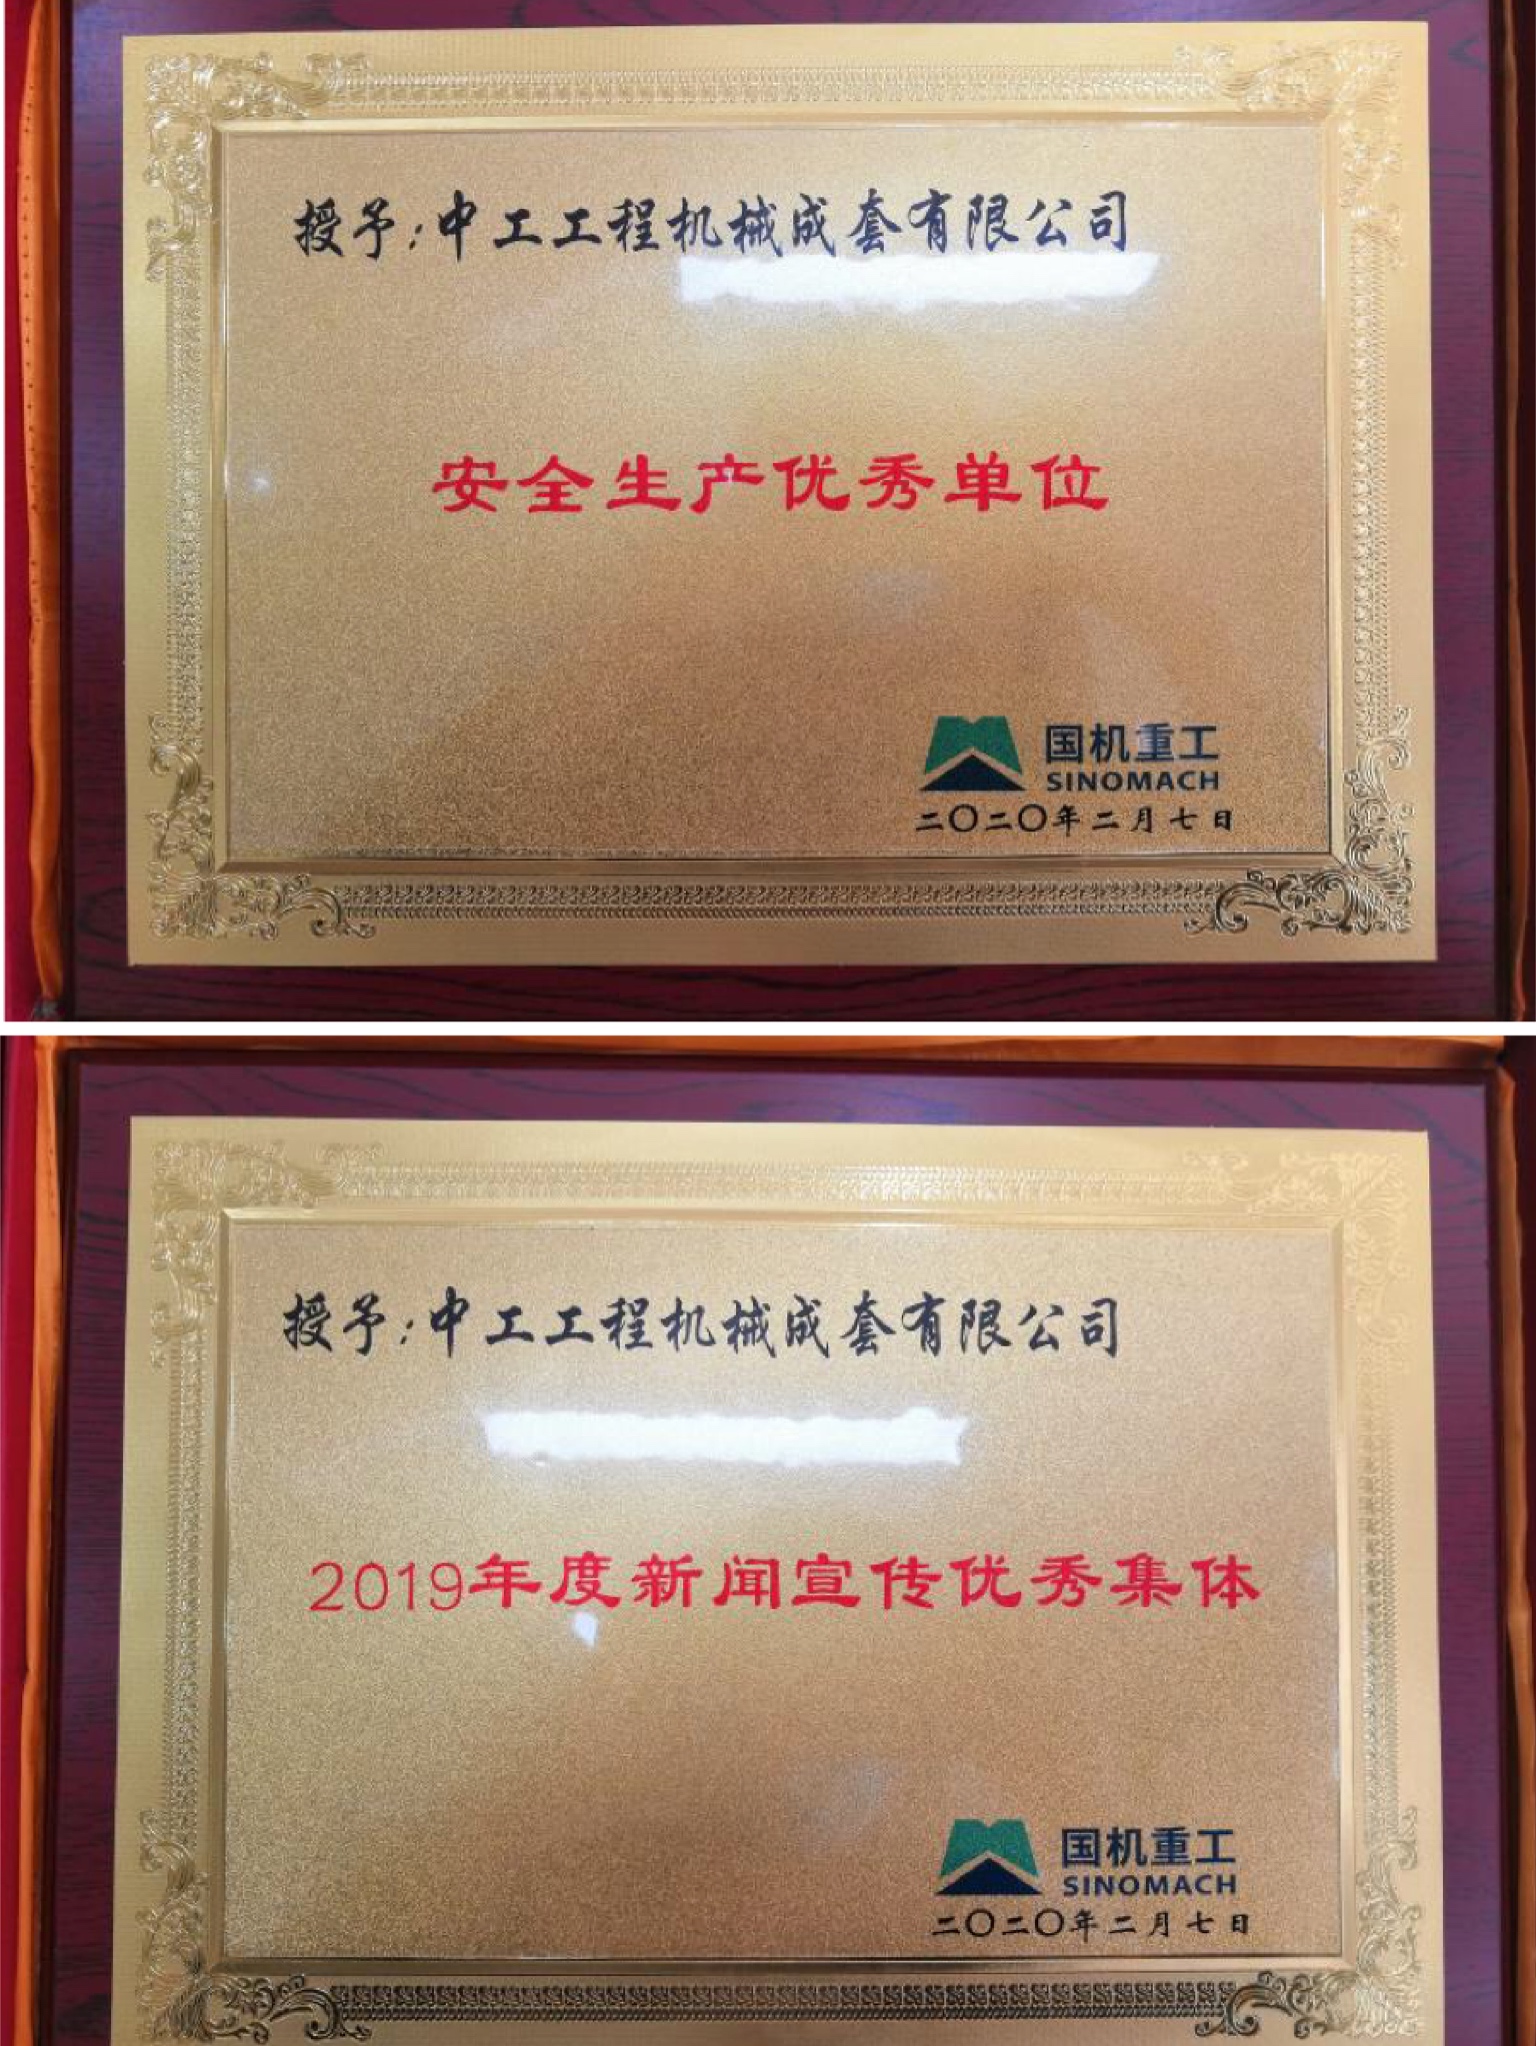 授予:中工工程机械成套有限公司
安全生产优秀单位
国机重工
SINOMACH
二〇二〇年二月七日
授予:中工工程机械成套有限公司
2019年度新闻宣传优秀集体
国机重工
SINOMACH
二〇二〇年二月七日